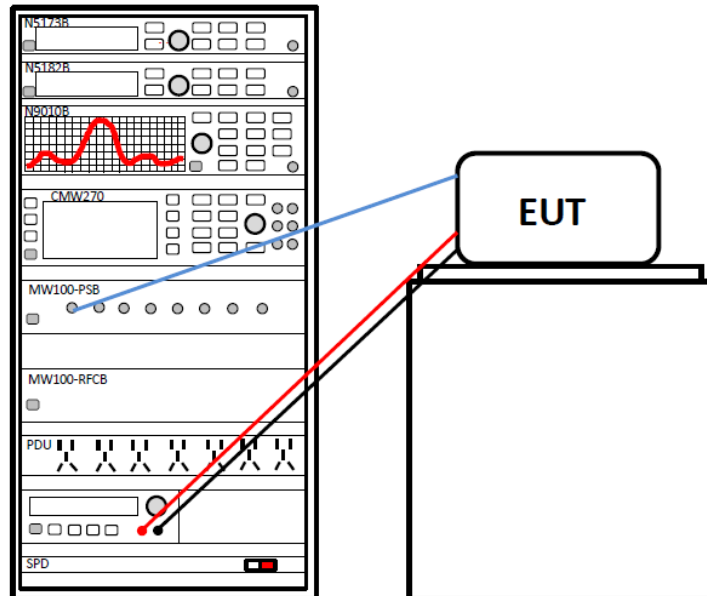 N5173B
N5182B
N9010B
CMW270
EUT
MW100-PSB
MW100-RFCB
PDU
SPD